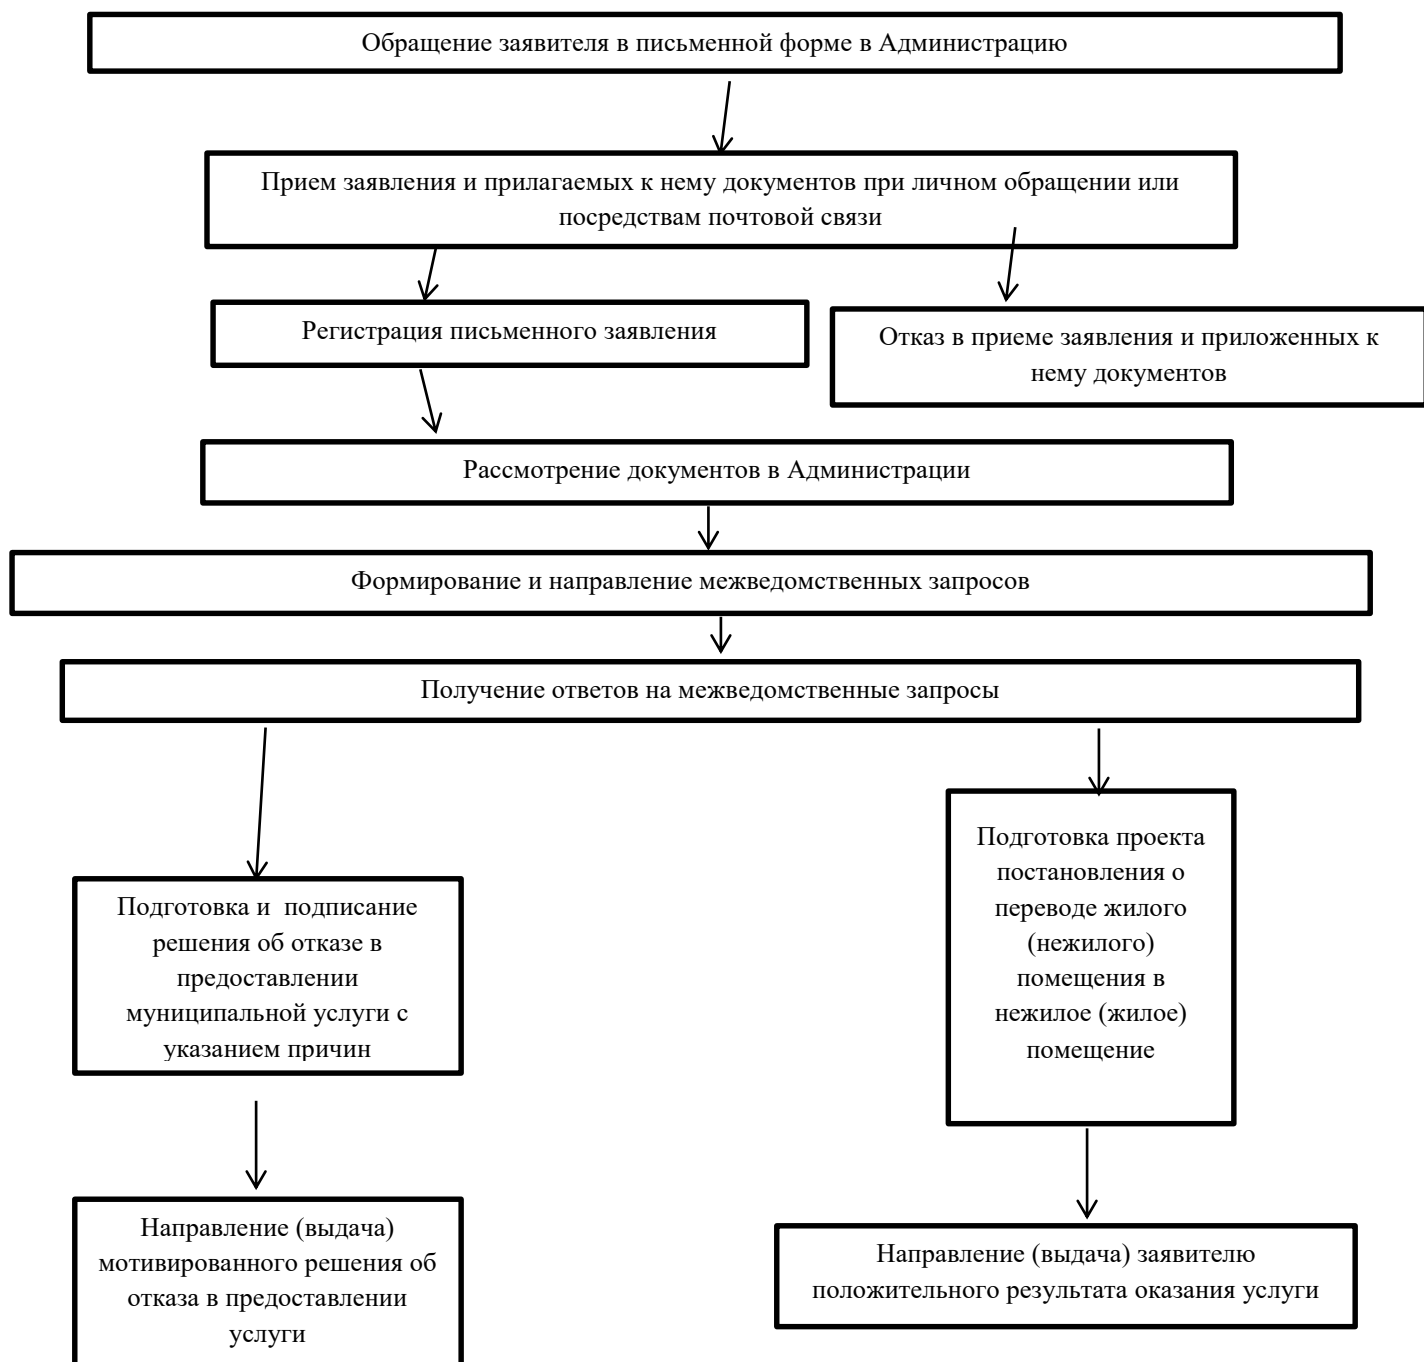 Обращение заявителя в письменной форме в Администрацию
Прием заявления и прилагаемых к нему документов при личном обращении или
посредствам почтовой связи
Регистрация письменного заявления
Отказ в приеме заявления и приложенных к
нему документов
Рассмотрение документов в Администрации
Формирование и направление межведомственных запросов
Получение ответов на межведомственные запросы
Подготовка и подписание
решения об отказе в
предоставлении
муниципальной услуги с
указанием причин
Подготовка проекта
постановления о
переводе жилого
(нежилого)
помещения в
нежилое (жилое)
помещение
Направление (выдача)
мотивированного решения об
отказа в предоставлении
услуги
Направление (выдача) заявителю
положительного результата оказания услуги